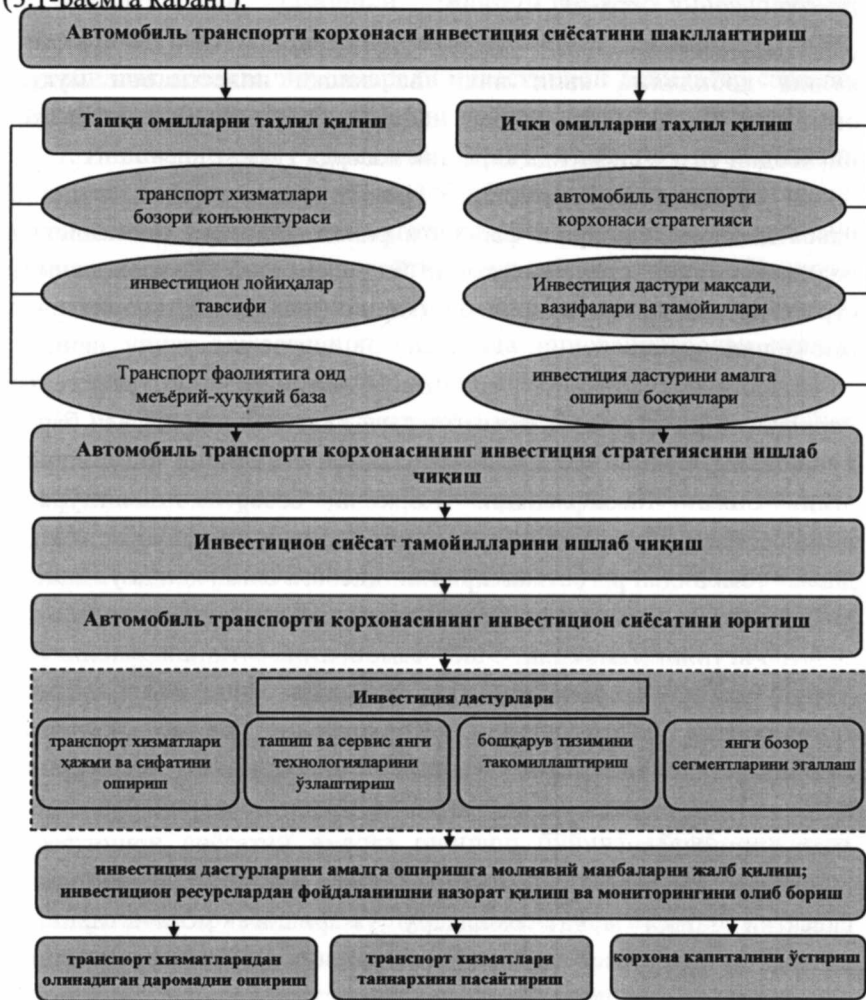 (5.1-расмга қаранг).
Автомобиль транспорти корхонаси инвестиция сиёсатини шакллантириш
Ташқи омилларни таҳлил қилиш
транспорт хизматлари
бозори конъюнктураси
инвестицион лойиҳалар
тавсифи
Транспорт фаолиятига оид
меъёрий-ҳуқуқий база
Ички омилларни таҳлил қилиш
автомобиль транспорти
корхонаси стратегияси
Инвестиция дастури мақсади,
вазифалари ва тамойиллари
инвестиция дастурини амалга
ошириш босқичлари
Автомобиль транспорти корхонасининг инвестиция стратегиясини ишлаб
чиқиш
Инвестицион сиёсат тамойилларини ишлаб чиқиш
Автомобиль транспорти корхонасининг инвестицион сиёсатини юритиш
Инвестиция дастурлари
транспорт хизматлари
ҳажми ва сифатини
ошириш
ташиш ва сервис янги
технологияларини
ўзлаштириш
бошқарув тизимини
такомиллаштириш
янги бозор
сегментларини эгаллаш
инвестиция дастурларини амалга оширишга молиявий манбаларни жалб қилиш;
инвестицион ресурслардан фойдаланишни назорат қилиш ва мониторингини олиб бориш
транспорт хизматларидан
олинадиган даромадни ошириш
транспорт хизматлари
таннархини пасайтириш
корхона капиталини ўстириш